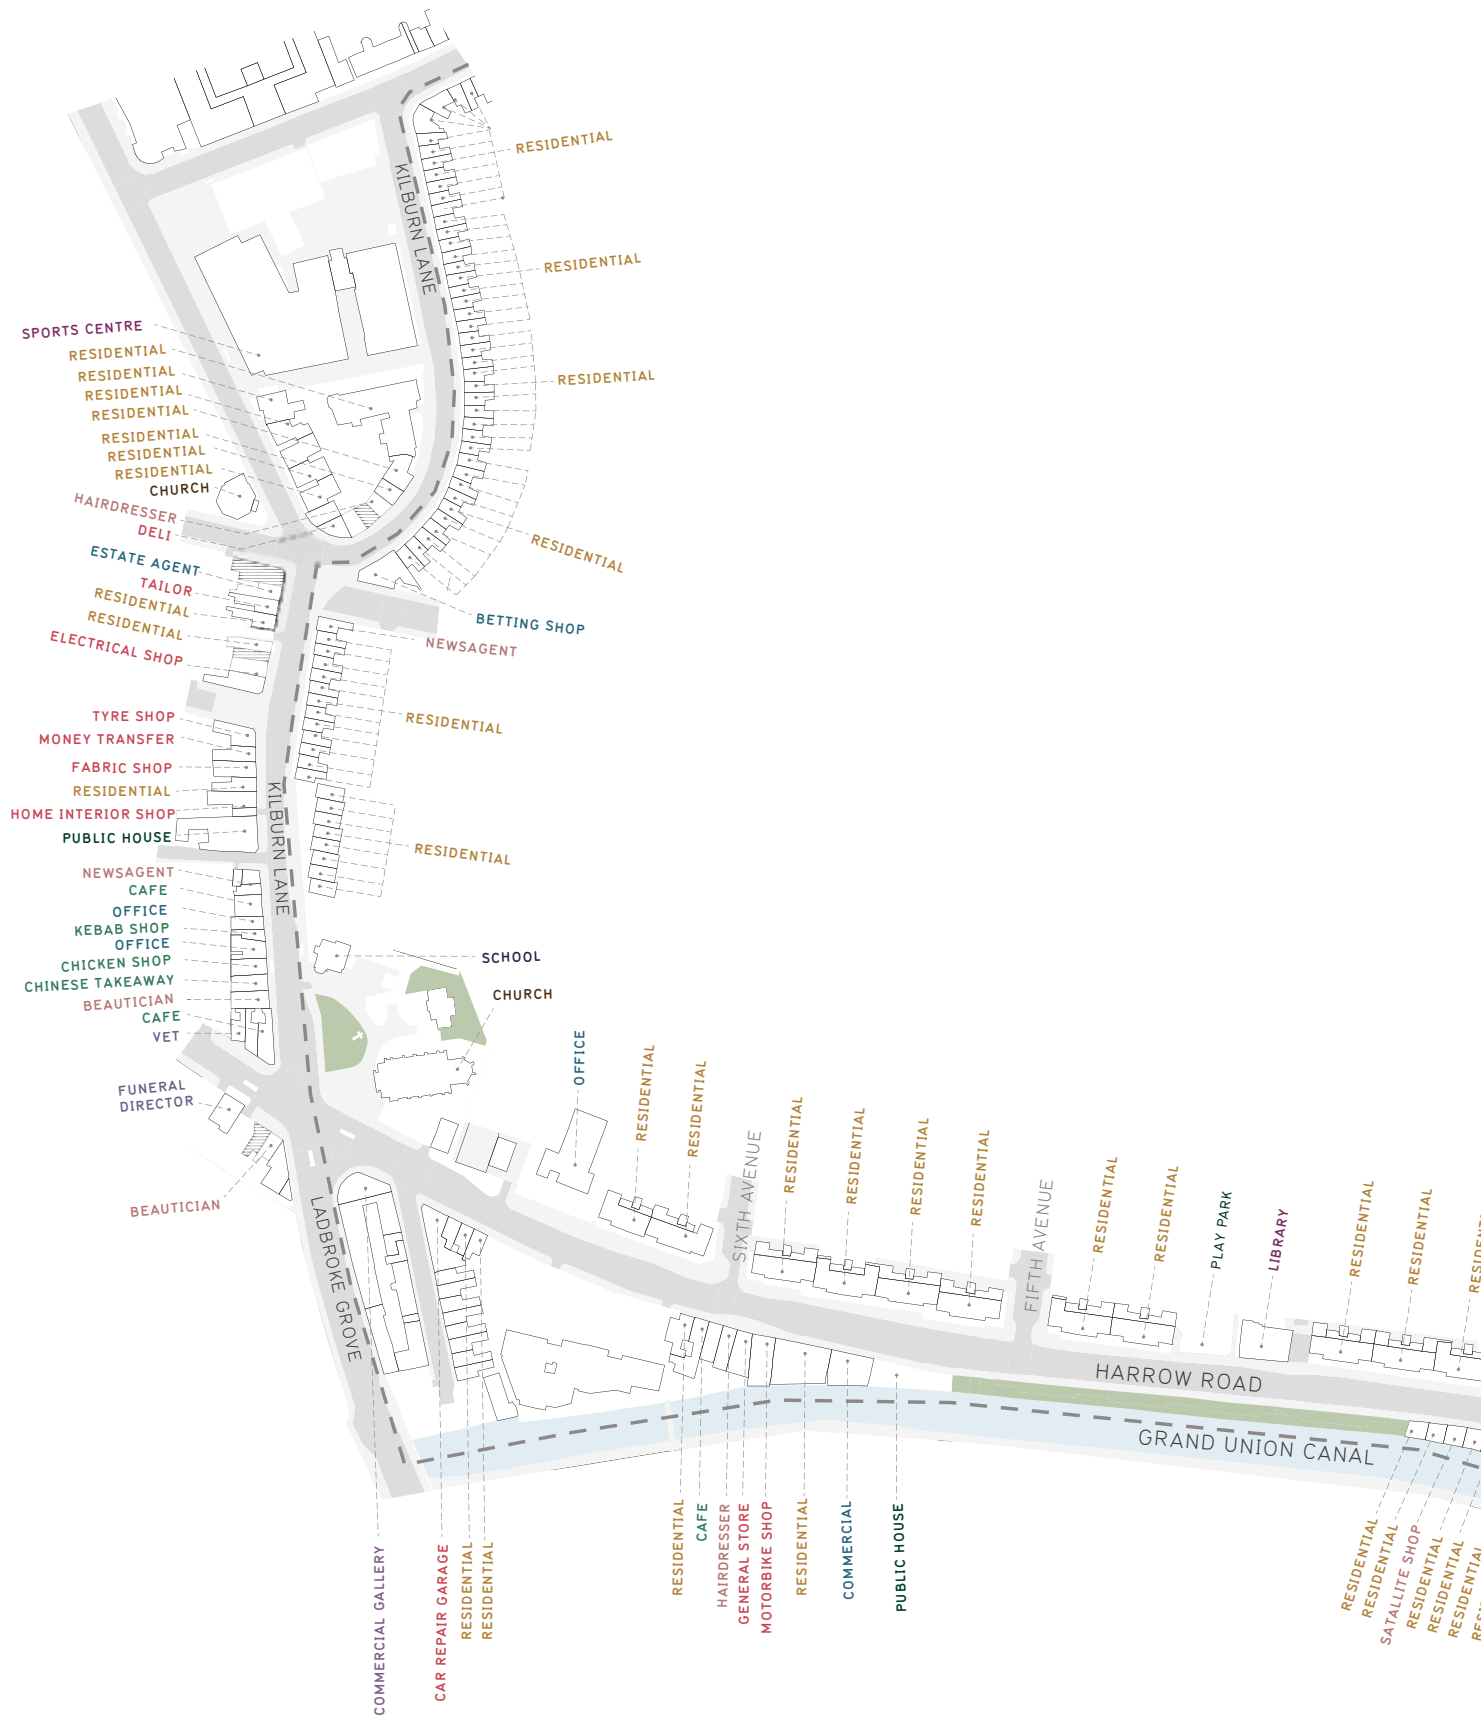 RESIDENTIAL
KILBURN LANE
RESIDENTIAL
SPORTS CENTRE
RESIDENTIAL
RESIDENTIAL
RESIDENTIAL
RESIDENTIAL
RESIDENTIAL
RESIDENTIAL
RESIDENTIAL
RESIDENTIAL
CHURCH
HAIRDRESSER
DELI
ESTATE AGENT
TAILOR
RESIDENTIAL
RESIDENTIAL
ELECTRICAL SHOP
RESIDENTIAL
BETTING SHOP
NEWSAGENT
RESIDENTIAL
TYRE SHOP
MONEY TRANSFER
FABRIC SHOP
RESIDENTIAL
HOME INTERIOR SHOP
PUBLIC HOUSE
KILBURN LANE
RESIDENTIAL
NEWSAGENT
CAFE
OFFICE
KEBAB SHOP
OFFICE
CHICKEN SHOP
CHINESE TAKEAWAY
BEAUTICIAN
CAFE
VET
SCHOOL
CHURCH
FUNERAL
DIRECTOR
BEAUTICIAN
LADBROKE GROVE
OFFICE
RESIDENTIAL
RESIDENTIAL
SIXTH AVENUE
RESIDENTIAL
RESIDENTIAL
RESIDENTIAL
RESIDENTIAL
FIFTH AVENUE
RESIDENTIAL
RESIDENTIAL
PLAY PARK
LIBRARY
RESIDENTIAL
RESIDENTIAL
HARROW ROAD
GRAND UNION CANAL
COMMERCIAL GALLERY
CAR REPAIR GARAGE
RESIDENTIAL
RESIDENTIAL
RESIDENTIAL
CAFE
HAIRDRESSER
GENERAL STORE
MOTORBIKE SHOP
RESIDENTIAL
COMMERCIAL
PUBLIC HOUSE
RESIDENTIAL
RESIDENTIAL
SATALLITE SHOP
RESIDENTIAL
RESIDENTIAL